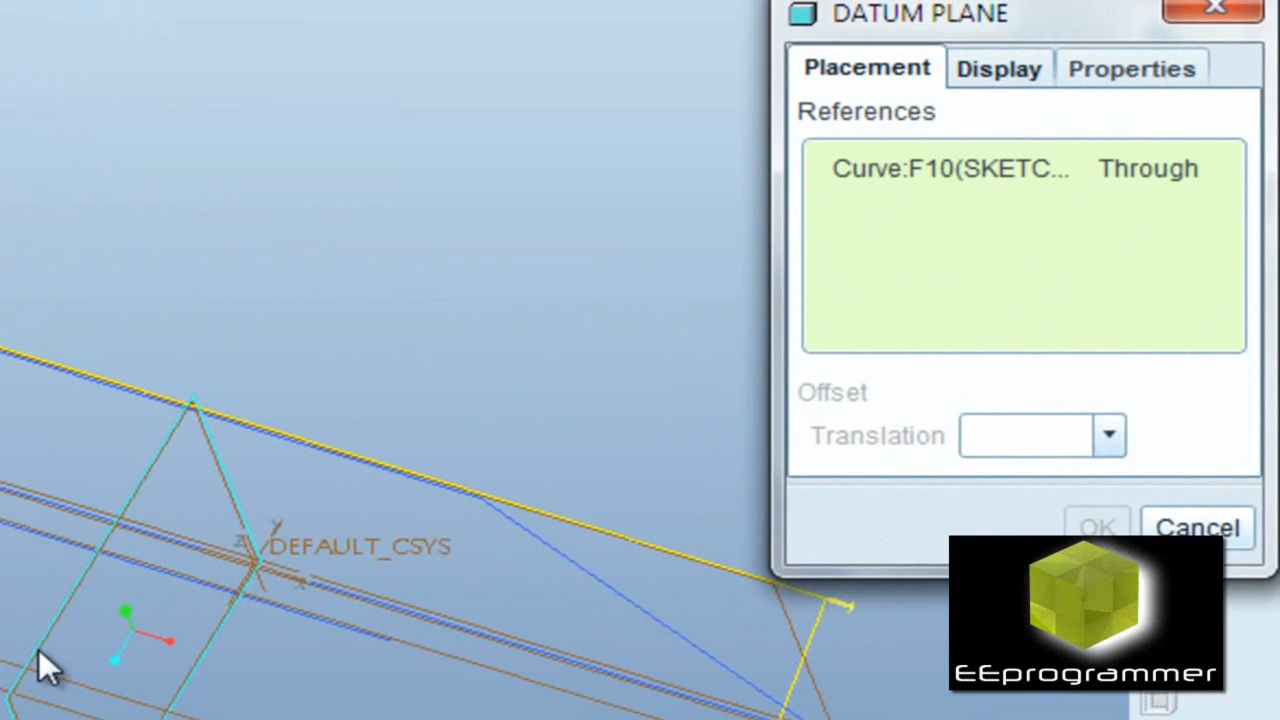 DATUM PLANE
Placement Display Properties
References
Curve:F10(SKETC... Through
Offset
Translation
OK Cancel
y
DEFAULT_CSYS
x
EEprogrammer